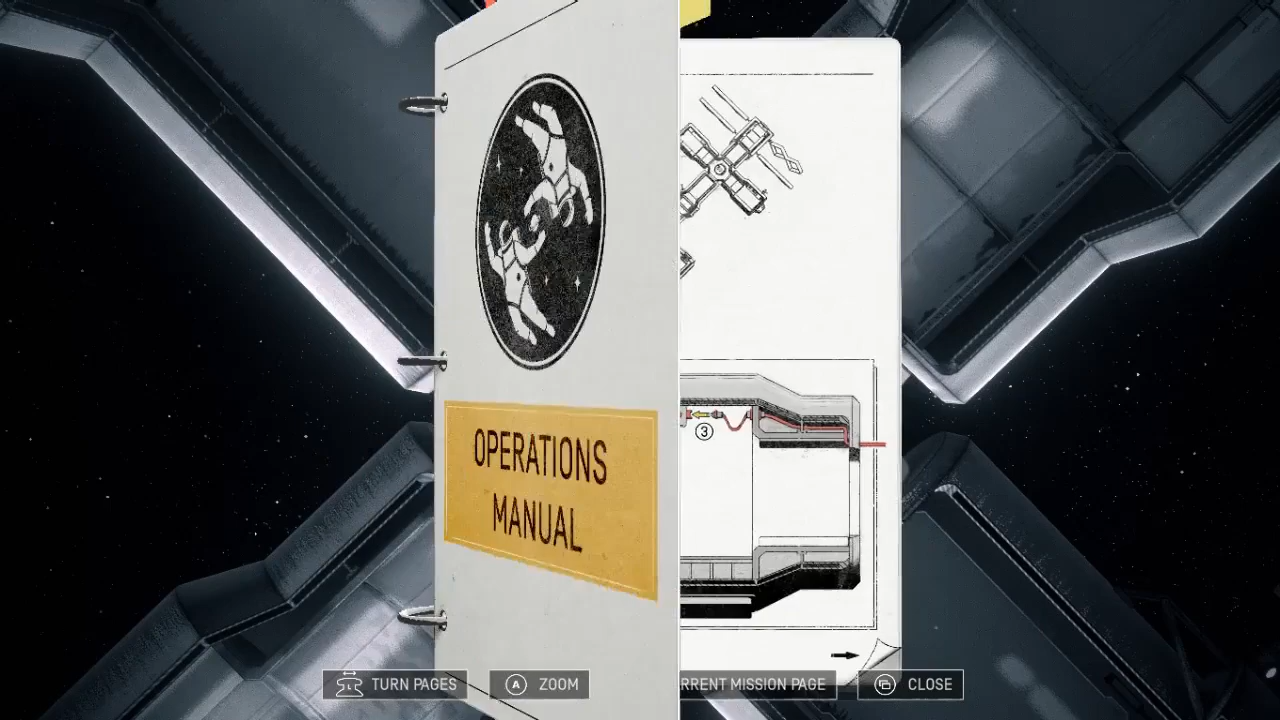 OPERATIONS
MANUAL
3
L TURN PAGES
A ZOOM
RRENT MISSION PAGE
CLOSE